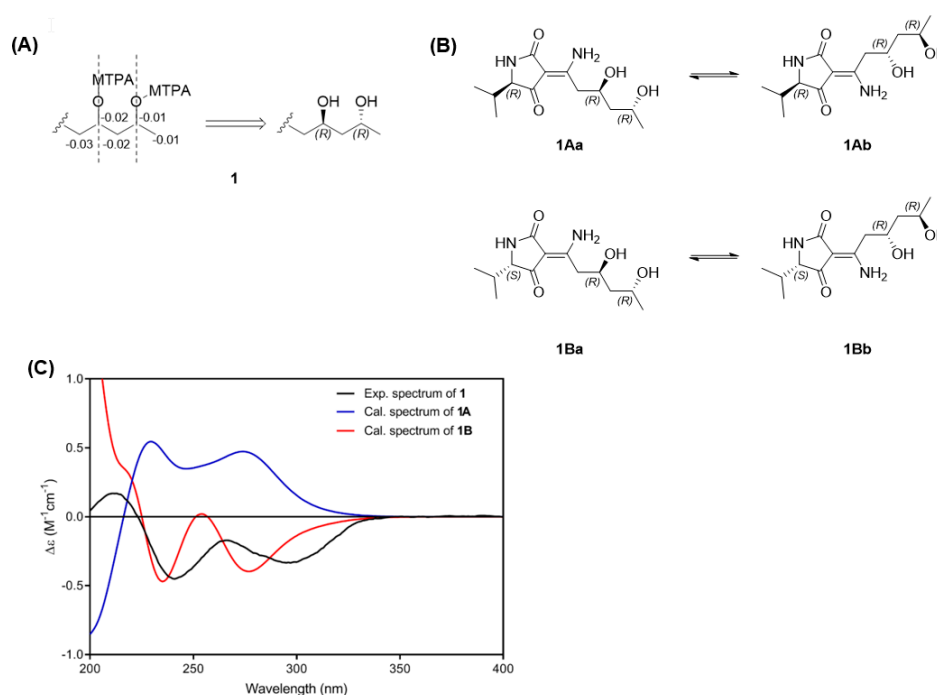 (A)
MTPA
O
O
MTPA
-0.02
-0.01
-0.03
-0.02
-0.01
OH
OH
(R)
(R)
1
(B)
O
NH2
HN
OH
OH
(R)
O
(R)
(R)
1Aa
(R)
(R)
O
HN
OH
O
(R)
O
NH2
1Ab
O
NH2
HN
OH
OH
(S)
O
(R)
(R)
1Ba
(R)
(R)
O
HN
OH
O
(S)
O
NH2
1Bb
(C)
1.0
0.5
0.0
-0.5
-1.0
Δε (M⁻¹cm⁻¹)
Exp. spectrum of 1
Cal. spectrum of 1A
Cal. spectrum of 1B
200
250
300
350
400
Wavelength (nm)